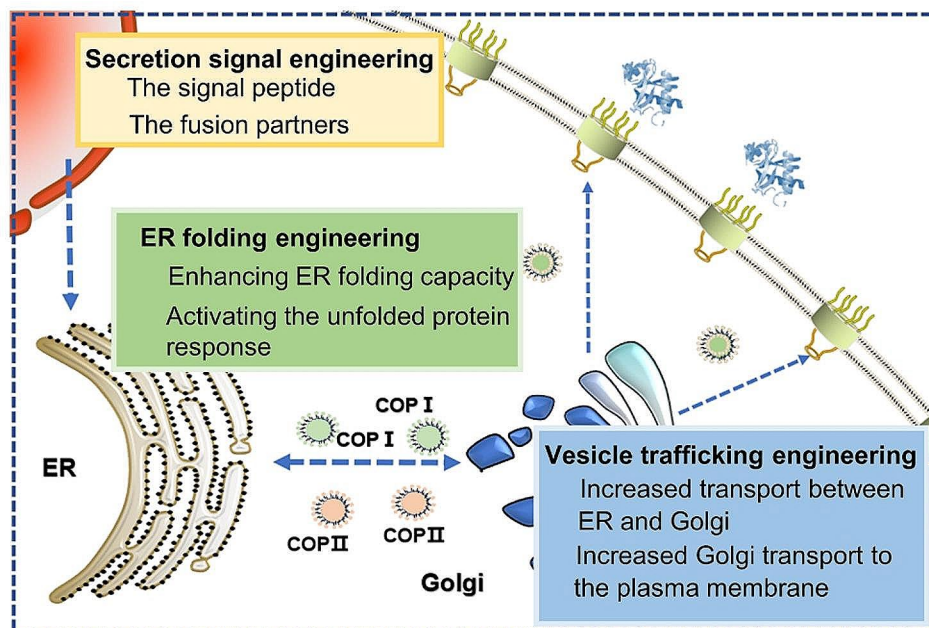 Secretion signal engineering
The signal peptide
The fusion partners
ER folding engineering
Enhancing ER folding capacity
Activating the unfolded protein
response
COP Ⅰ
COP Ⅰ
ER
COPⅡ
COPⅡ
Golgi
Vesicle trafficking engineering
Increased transport between
ER and Golgi
Increased Golgi transport to
the plasma membrane